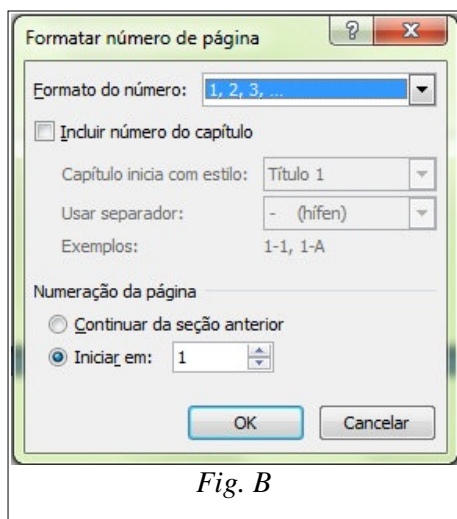 Formatar número de página
Formato do número: 1, 2, 3, ...
Incluir número do capítulo
Capítulo inicia com estilo: Título 1
Usar separador: - (hífen)
Exemplos: 1-1, 1-A
Numeração da página
Continuar da seção anterior
Iniciar em: 1
OK Cancelar
Fig. B